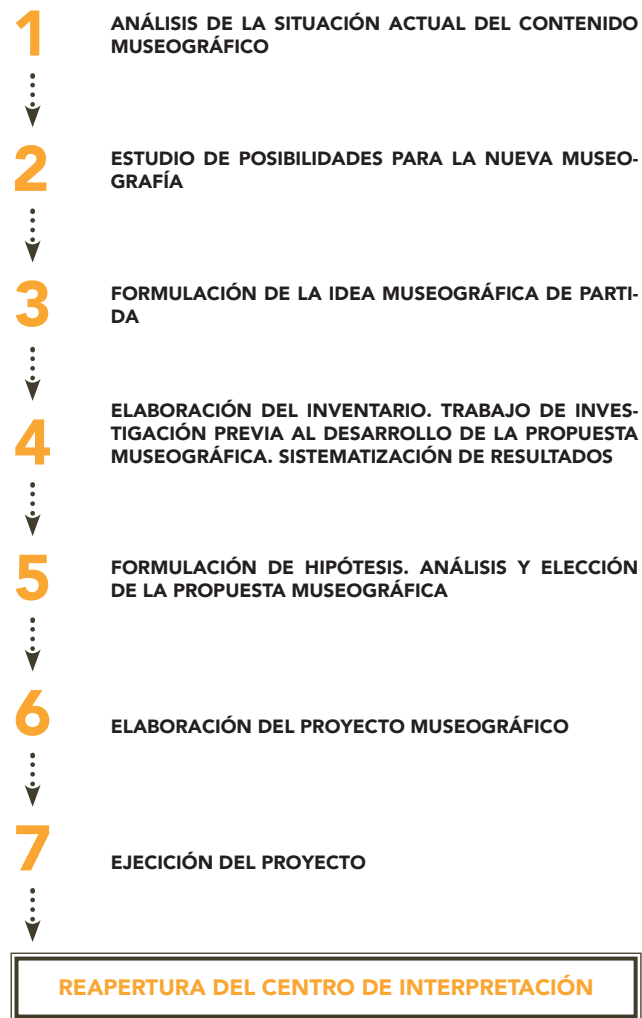 1
ANÁLISIS DE LA SITUACIÓN ACTUAL DEL CONTENIDO
MUSEOGRÁFICO
2
ESTUDIO DE POSIBILIDADES PARA LA NUEVA MUSEO-
GRAFÍA
3
FORMULACIÓN DE LA IDEA MUSEOGRÁFICA DE PARTI-
DA
4
ELABORACIÓN DEL INVENTARIO. TRABAJO DE INVES-
TIGACIÓN PREVIA AL DESARROLLO DE LA PROPUESTA
MUSEOGRÁFICA. SISTEMATIZACIÓN DE RESULTADOS
5
FORMULACIÓN DE HIPÓTESIS. ANÁLISIS Y ELECCIÓN
DE LA PROPUESTA MUSEOGRÁFICA
6
ELABORACIÓN DEL PROYECTO MUSEOGRÁFICO
7
EJECICIÓN DEL PROYECTO
REAPERTURA DEL CENTRO DE INTERPRETACIÓN